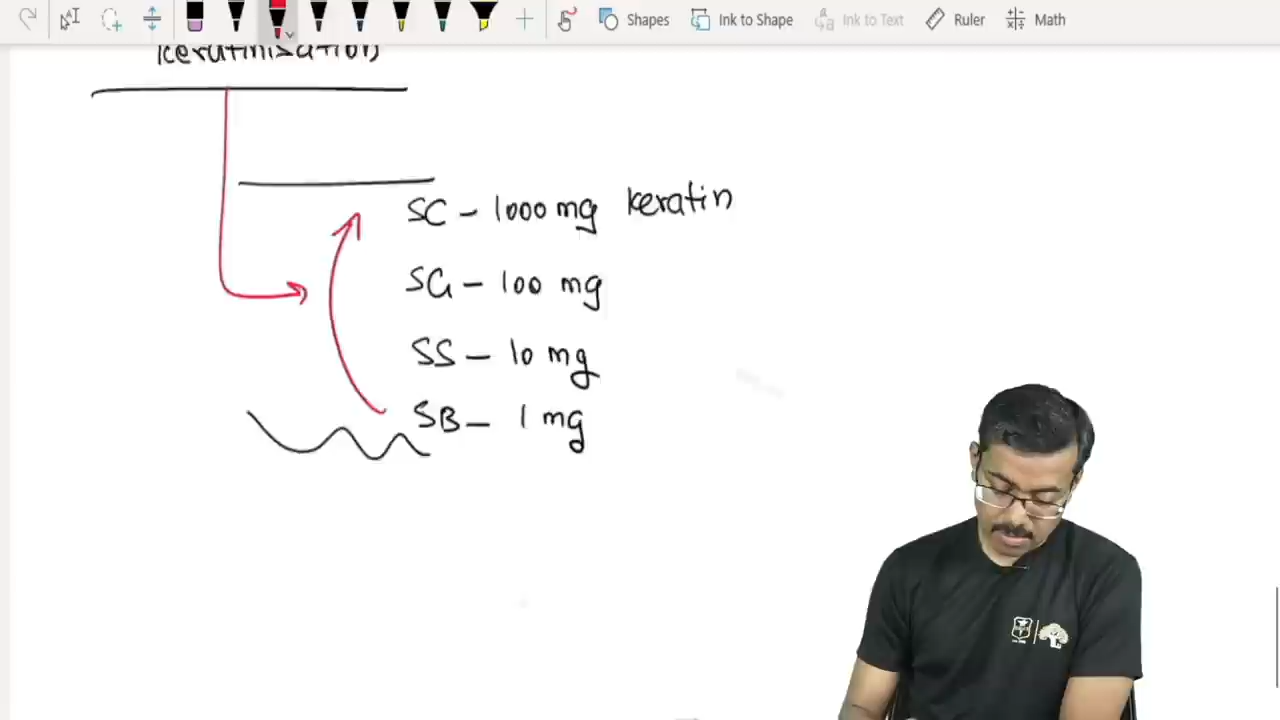 Shapes
Ink to Shape
Ink to Text
Ruler
Math
keratinisation
SC - 1000 mg keratin
SG - 100 mg
SS - 10 mg
SB - 1 mg